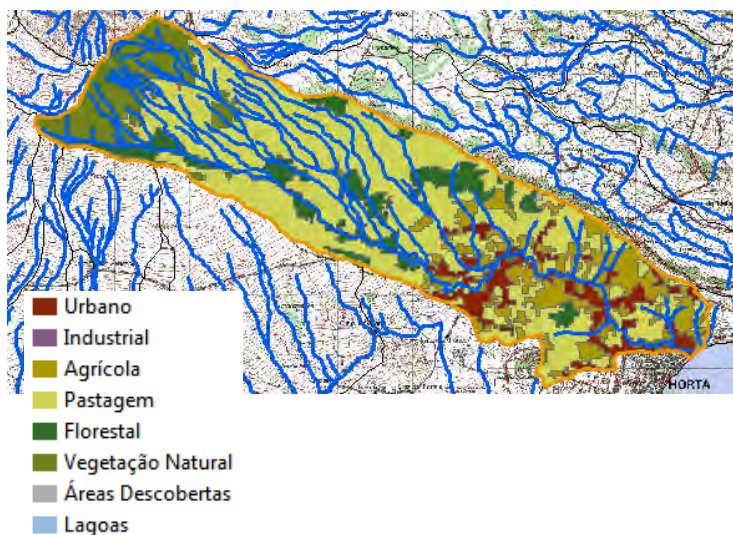 HORTA
Urbano
Industrial
Agrícola
Pastagem
Florestal
Vegetação Natural
Áreas Descobertas
Lagoas